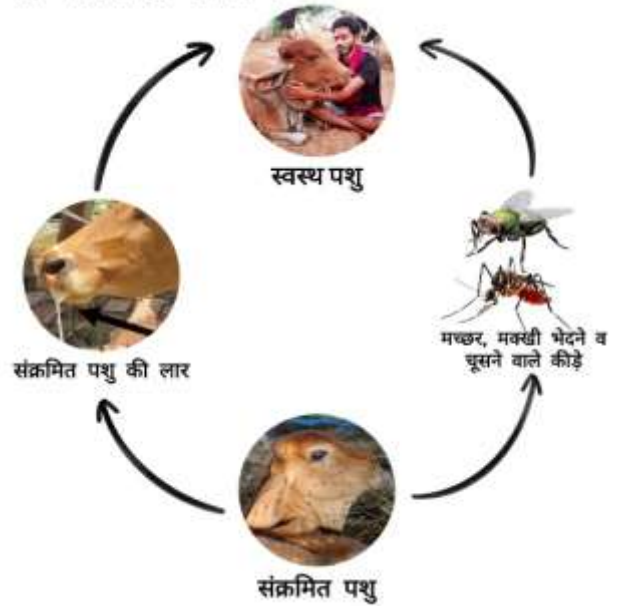 स्वस्थ पशु
संक्रमित पशु की लार
मच्छर, मक्खी भेदने व
चूसने वाले कीड़े
संक्रमित पशु